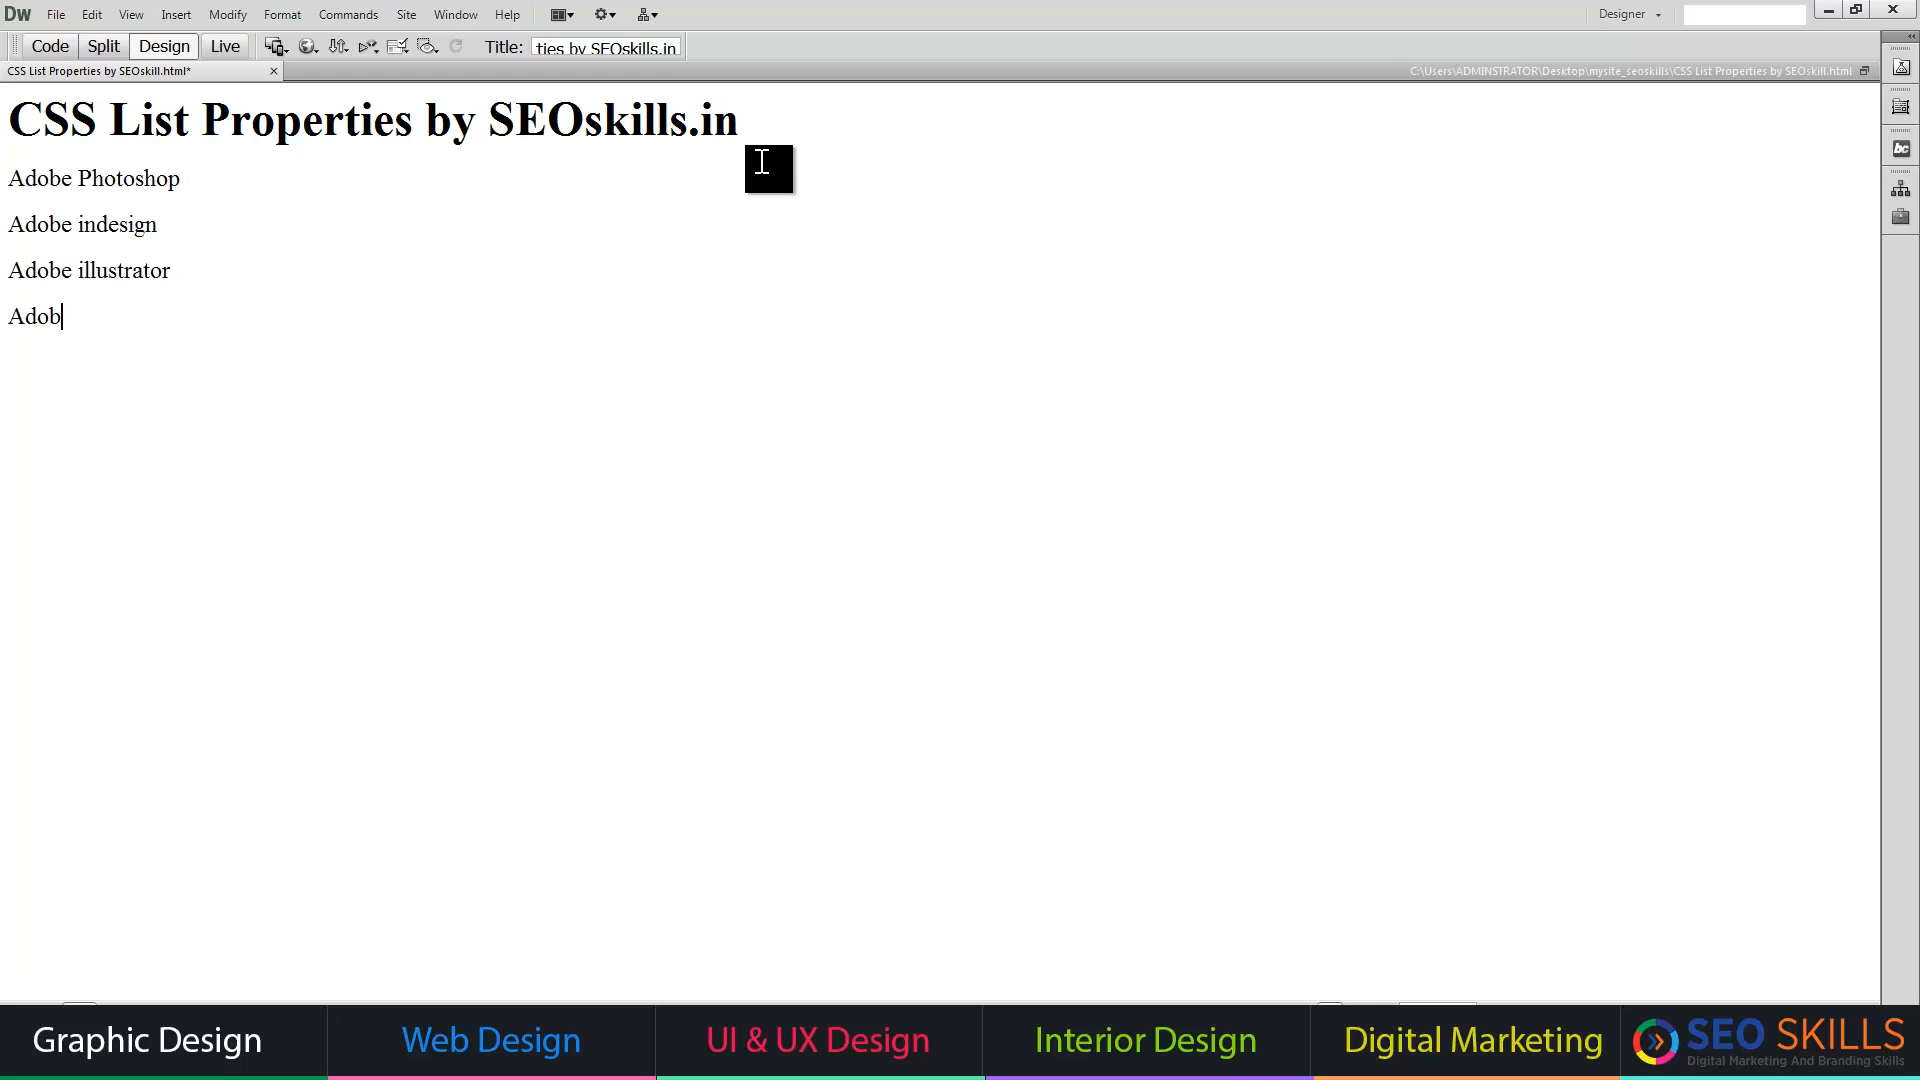 Dw File Edit View Insert Modify Format Commands Site Window Help Designer
Code Split Design Live Title: ties by SEOskills.in
CSS List Properties by SEOskill.html* C:\Users\ADMINSTRATOR\Desktop\mysite_seoskills\CSS List Properties by SEOskill.html
CSS List Properties by SEOskills.in
Adobe Photoshop
Adobe indesign
Adobe illustrator
Adob
bc
Graphic Design Web Design UI & UX Design Interior Design Digital Marketing SEO SKILLS
Digital Marketing And Branding Skills